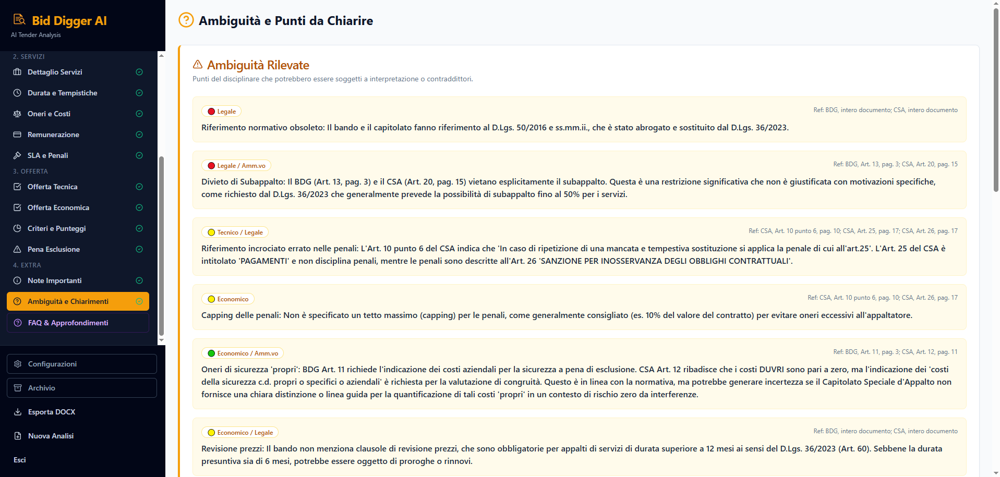 Bid Digger AI
AI Tender Analysis
2. SERVIZI
Dettaglio Servizi
Durata e Tempistiche
Oneri e Costi
Remunerazione
SLA e Penali
3. OFFERTA
Offerta Tecnica
Offerta Economica
Criteri e Punteggi
Pena Esclusione
4. EXTRA
Note Importanti
Ambiguità e Chiarimenti
FAQ & Approfondimenti
Configurazioni
Archivio
Esporta DOCX
Nuova Analisi
Esci
Ambiguità e Punti da Chiarire
Ambiguità Rilevate
Punti del disciplinare che potrebbero essere soggetti a interpretazione o contraddittori.
Legale
Ref: BDG, intero documento; CSA, intero documento
Riferimento normativo obsoleto: Il bando e il capitolato fanno riferimento al D.Lgs. 50/2016 e ss.mm.ii., che è stato abrogato e sostituito dal D.Lgs. 36/2023.
Legale / Amm.vo
Ref: BDG, Art. 13, pag. 3; CSA, Art. 20, pag. 15
Divieto di Subappalto: Il BDG (Art. 13, pag. 3) e il CSA (Art. 20, pag. 15) vietano esplicitamente il subappalto. Questa è una restrizione significativa che non è giustificata con motivazioni specifiche,
come richiesto dal D.Lgs. 36/2023 che generalmente prevede la possibilità di subappalto fino al 50% per i servizi.
Tecnico / Legale
Ref: CSA, Art. 10 punto 6, pag. 10; CSA, Art. 25, pag. 17; CSA, Art. 26, pag. 17
Riferimento incrociato errato nelle penali: L'Art. 10 punto 6 del CSA indica che 'In caso di ripetizione di una mancata e tempestiva sostituzione si applica la penale di cui all'art.25'. L'Art. 25 del CSA è
intitolato 'PAGAMENTI' e non disciplina penali, mentre le penali sono descritte all'Art. 26 'SANZIONE PER INOSSERVANZA DEGLI OBBLIGHI CONTRATTUALI'.
Economico
Ref: CSA, Art. 10 punto 6, pag. 10; CSA, Art. 26, pag. 17
Capping delle penali: Non è specificato un tetto massimo (capping) per le penali, come generalmente consigliato (es. 10% del valore del contratto) per evitare oneri eccessivi all'appaltatore.
Economico / Amm.vo
Ref: BDG, Art. 11, pag. 3; CSA, Art. 12, pag. 11
Oneri di sicurezza 'propri': BDG Art. 11 richiede l'indicazione dei costi aziendali per la sicurezza a pena di esclusione. CSA Art. 12 ribadisce che i costi DUVRI sono pari a zero, ma l'indicazione dei 'costi
della sicurezza c.d. propri o specifici o aziendali' è richiesta per la valutazione di congruità. Questo è in linea con la normativa, ma potrebbe generare incertezza se il Capitolato Speciale d'Appalto non
fornisce una chiara distinzione o linea guida per la quantificazione di tali costi 'propri' in un contesto di rischio zero da interferenze.
Economico / Legale
Ref: BDG, intero documento; CSA, intero documento
Revisione prezzi: Il bando non menziona clausole di revisione prezzi, che sono obbligatorie per appalti di servizi di durata superiore a 12 mesi ai sensi del D.Lgs. 36/2023 (Art. 60). Sebbene la durata
presuntiva sia di 6 mesi, potrebbe essere oggetto di proroghe o rinnovi.